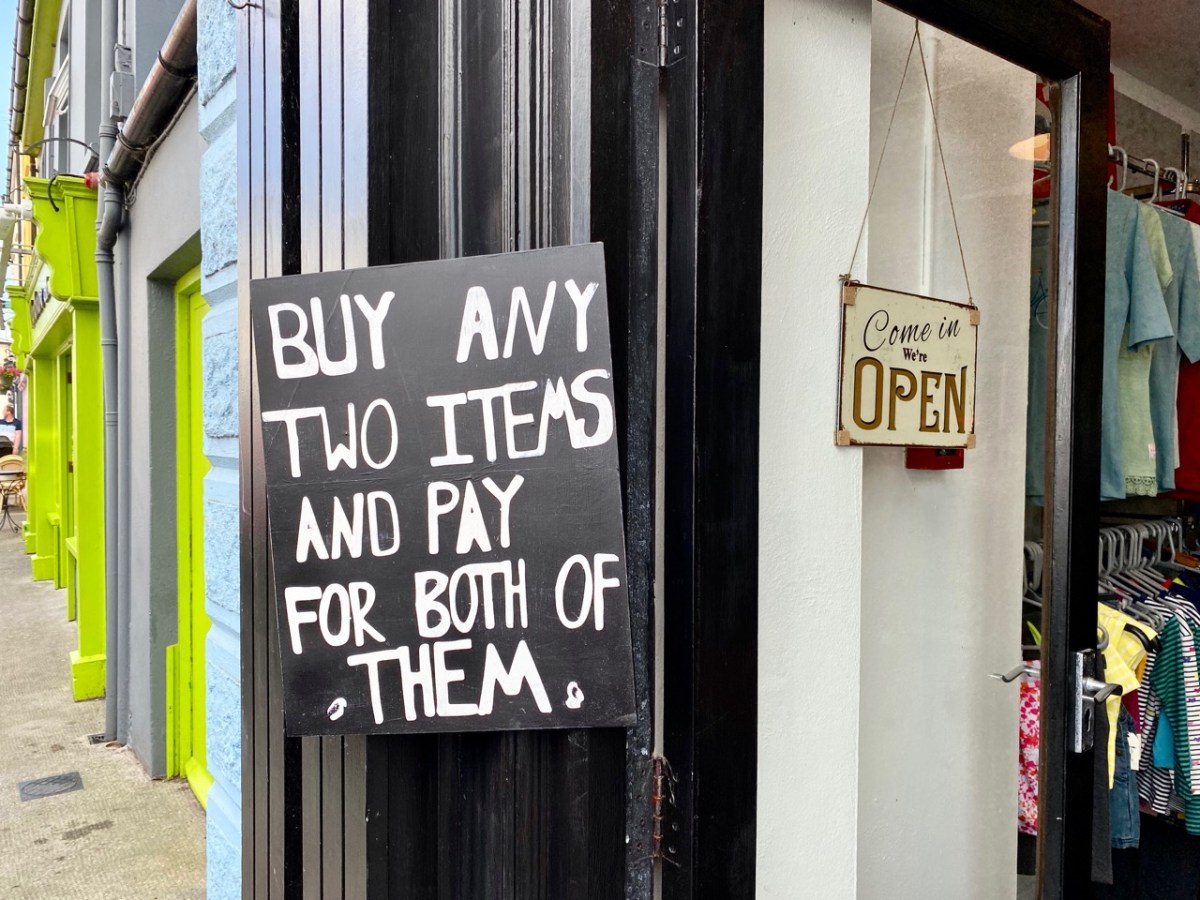 BUY ANY
TWO ITEMS
AND PAY
FOR BOTH OF
THEM.
Come in
We're
OPEN